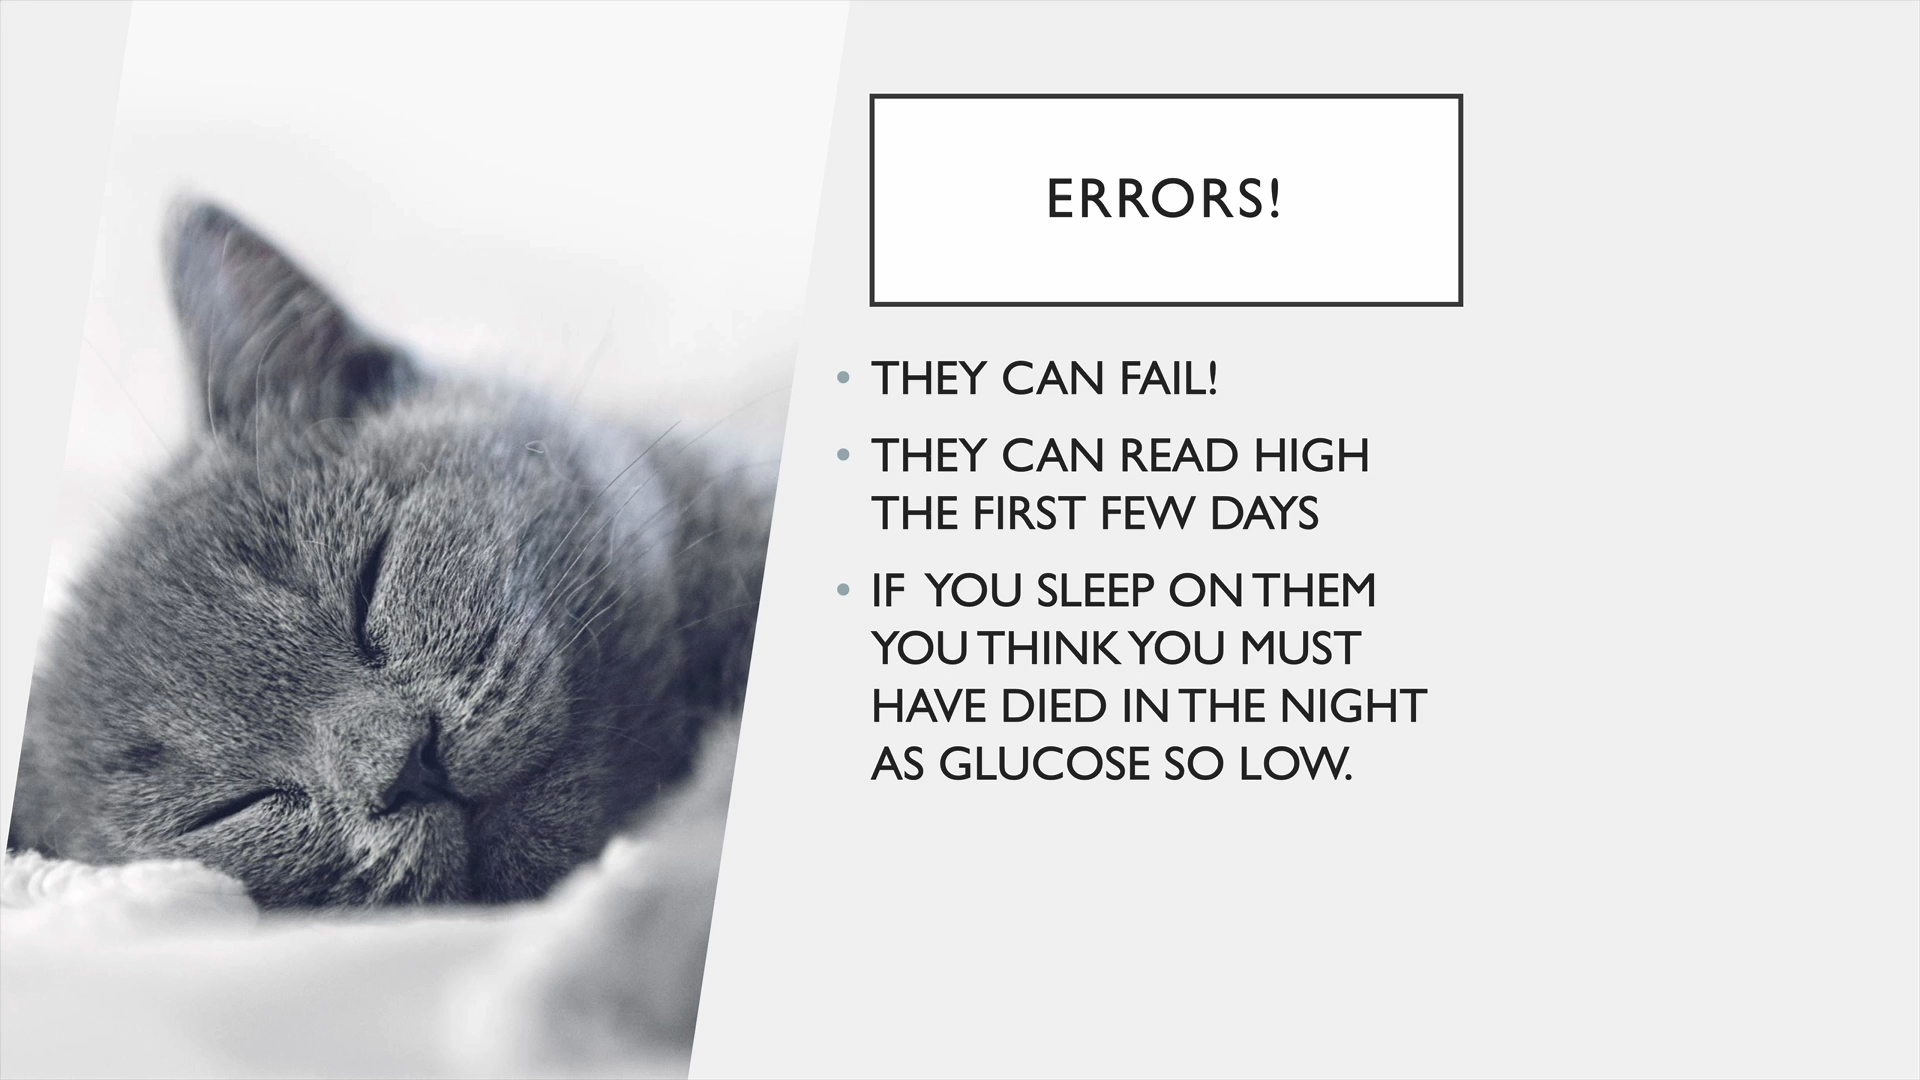 ERRORS!
• THEY CAN FAIL!
• THEY CAN READ HIGH
THE FIRST FEW DAYS
• IF YOU SLEEP ON THEM
YOU THINK YOU MUST
HAVE DIED IN THE NIGHT
AS GLUCOSE SO LOW.